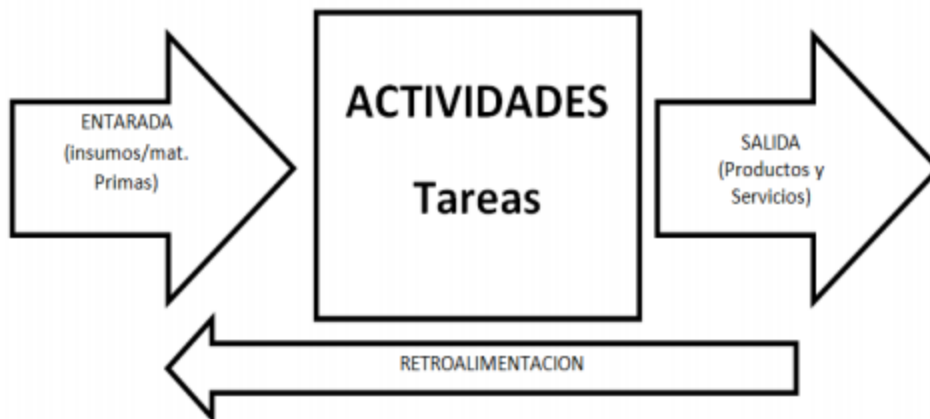 ENTARADA
(insumos/mat.
Primas)
ACTIVIDADES
Tareas
SALIDA
(Productos y
Servicios)
RETROALIMENTACION